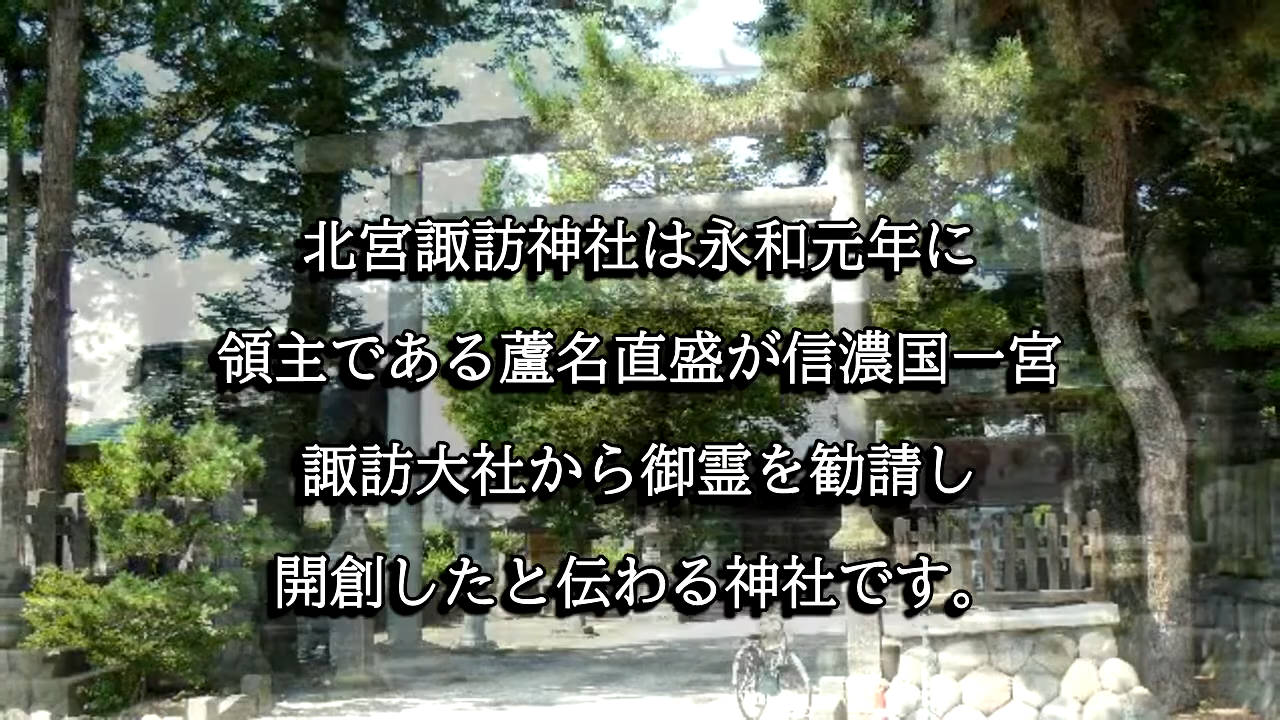 北宮諏訪神社は永和元年に
領主である蘆名直盛が信濃国一宮
諏訪大社から御霊を勧請し
開創したと伝わる神社です。